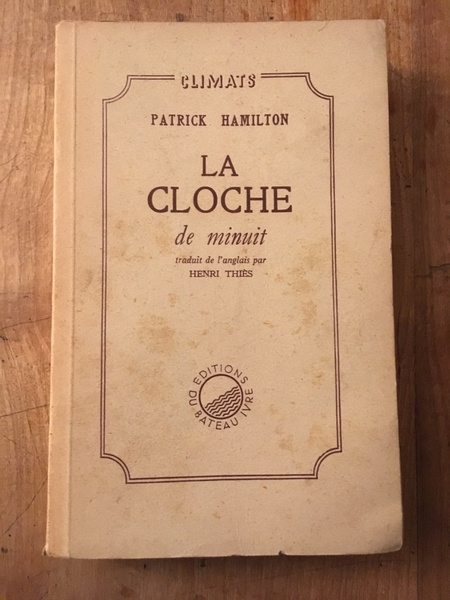 CLIMATS
PATRICK HAMILTON
LA
CLOCHE
de minuit
traduit de l'anglais par
HENRI THIÈS
EDITIONS
DU BATEAU IVRE